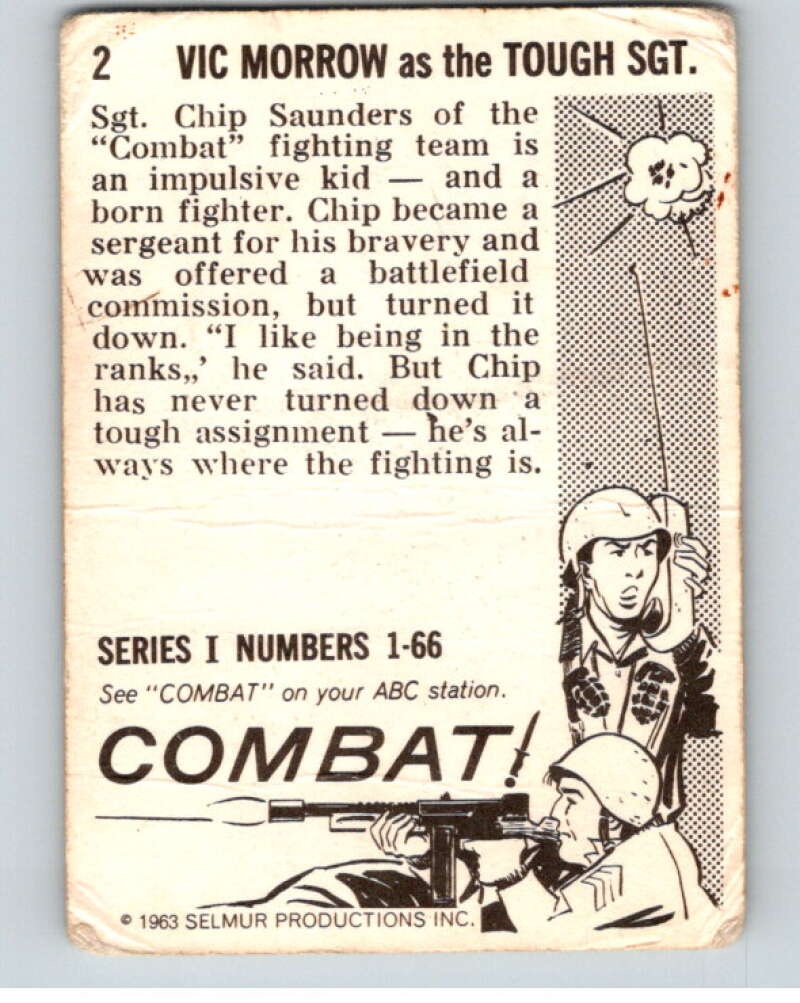 2 VIC MORROW as the TOUGH SGT.
Sgt. Chip Saunders of the
“Combat” fighting team is
an impulsive kid — and a
born fighter. Chip became a
sergeant for his bravery and
was offered a battlefield
commission, but turned it
down. “I like being in the
ranks,,’ he said. But Chip
has never turned down a
tough assignment — he’s al-
ways where the fighting is.
SERIES I NUMBERS 1-66
See “COMBAT” on your ABC station.
COMBAT!
© 1963 SELMUR PRODUCTIONS INC.